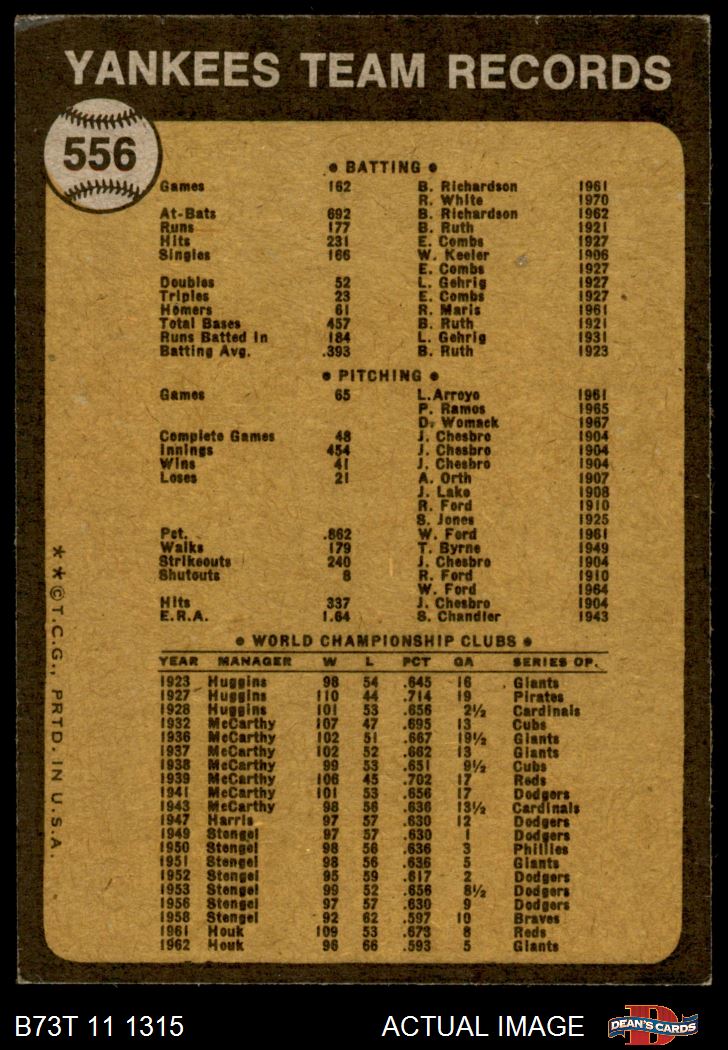 YANKEES TEAM RECORDS
556
• BATTING •
Games 162 B. Richardson 1961
R. White 1970
At-Bats 692 B. Richardson 1962
Runs 177 B. Ruth 1921
Hits 231 E. Combs 1927
Singles 166 W. Keeler 1906
E. Combs 1927
Doubles 52 L. Gehrig 1927
Triples 23 E. Combs 1927
Homers 61 R. Maris 1961
Total Bases 457 B. Ruth 1921
Runs Batted In 184 L. Gehrig 1931
Batting Avg. .393 B. Ruth 1923
• PITCHING •
Games 65 L. Arroyo 1961
P. Ramos 1965
D. Womack 1967
Complete Games 48 J. Chesbro 1904
Innings 454 J. Chesbro 1904
Wins 41 J. Chesbro 1904
Loses 21 A. Orth 1907
J. Lake 1908
R. Ford 1910
S. Jones 1925
Pct. .862 W. Ford 1961
Walks 179 T. Byrne 1949
Strikeouts 240 J. Chesbro 1904
Shutouts 8 R. Ford 1910
W. Ford 1964
Hits 337 J. Chesbro 1904
E.R.A. 1.64 S. Chandler 1943
• WORLD CHAMPIONSHIP CLUBS •
YEAR MANAGER W L PCT GA SERIES OP.
1923 Huggins 98 54 .645 16 Giants
1927 Huggins 110 44 .714 19 Pirates
1928 Huggins 101 53 .656 2½ Cardinals
1932 McCarthy 107 47 .695 13 Cubs
1936 McCarthy 102 51 .667 19½ Giants
1937 McCarthy 102 52 .662 13 Giants
1938 McCarthy 99 53 .651 9½ Cubs
1939 McCarthy 106 45 .702 17 Reds
1941 McCarthy 101 53 .656 17 Dodgers
1943 McCarthy 98 56 .636 13½ Cardinals
1947 Harris 97 57 .630 12 Dodgers
1949 Stengel 97 57 .630 1 Dodgers
1950 Stengel 98 56 .636 3 Phillies
1951 Stengel 98 56 .636 5 Giants
1952 Stengel 95 59 .617 2 Dodgers
1953 Stengel 99 52 .656 8½ Dodgers
1956 Stengel 97 57 .630 9 Dodgers
1958 Stengel 92 62 .597 10 Braves
1961 Houk 109 53 .673 8 Reds
1962 Houk 96 66 .593 5 Giants
* * © T.C.G., PRTD. IN U.S.A.
B73T 11 1315 ACTUAL IMAGE
DEAN'S CARDS